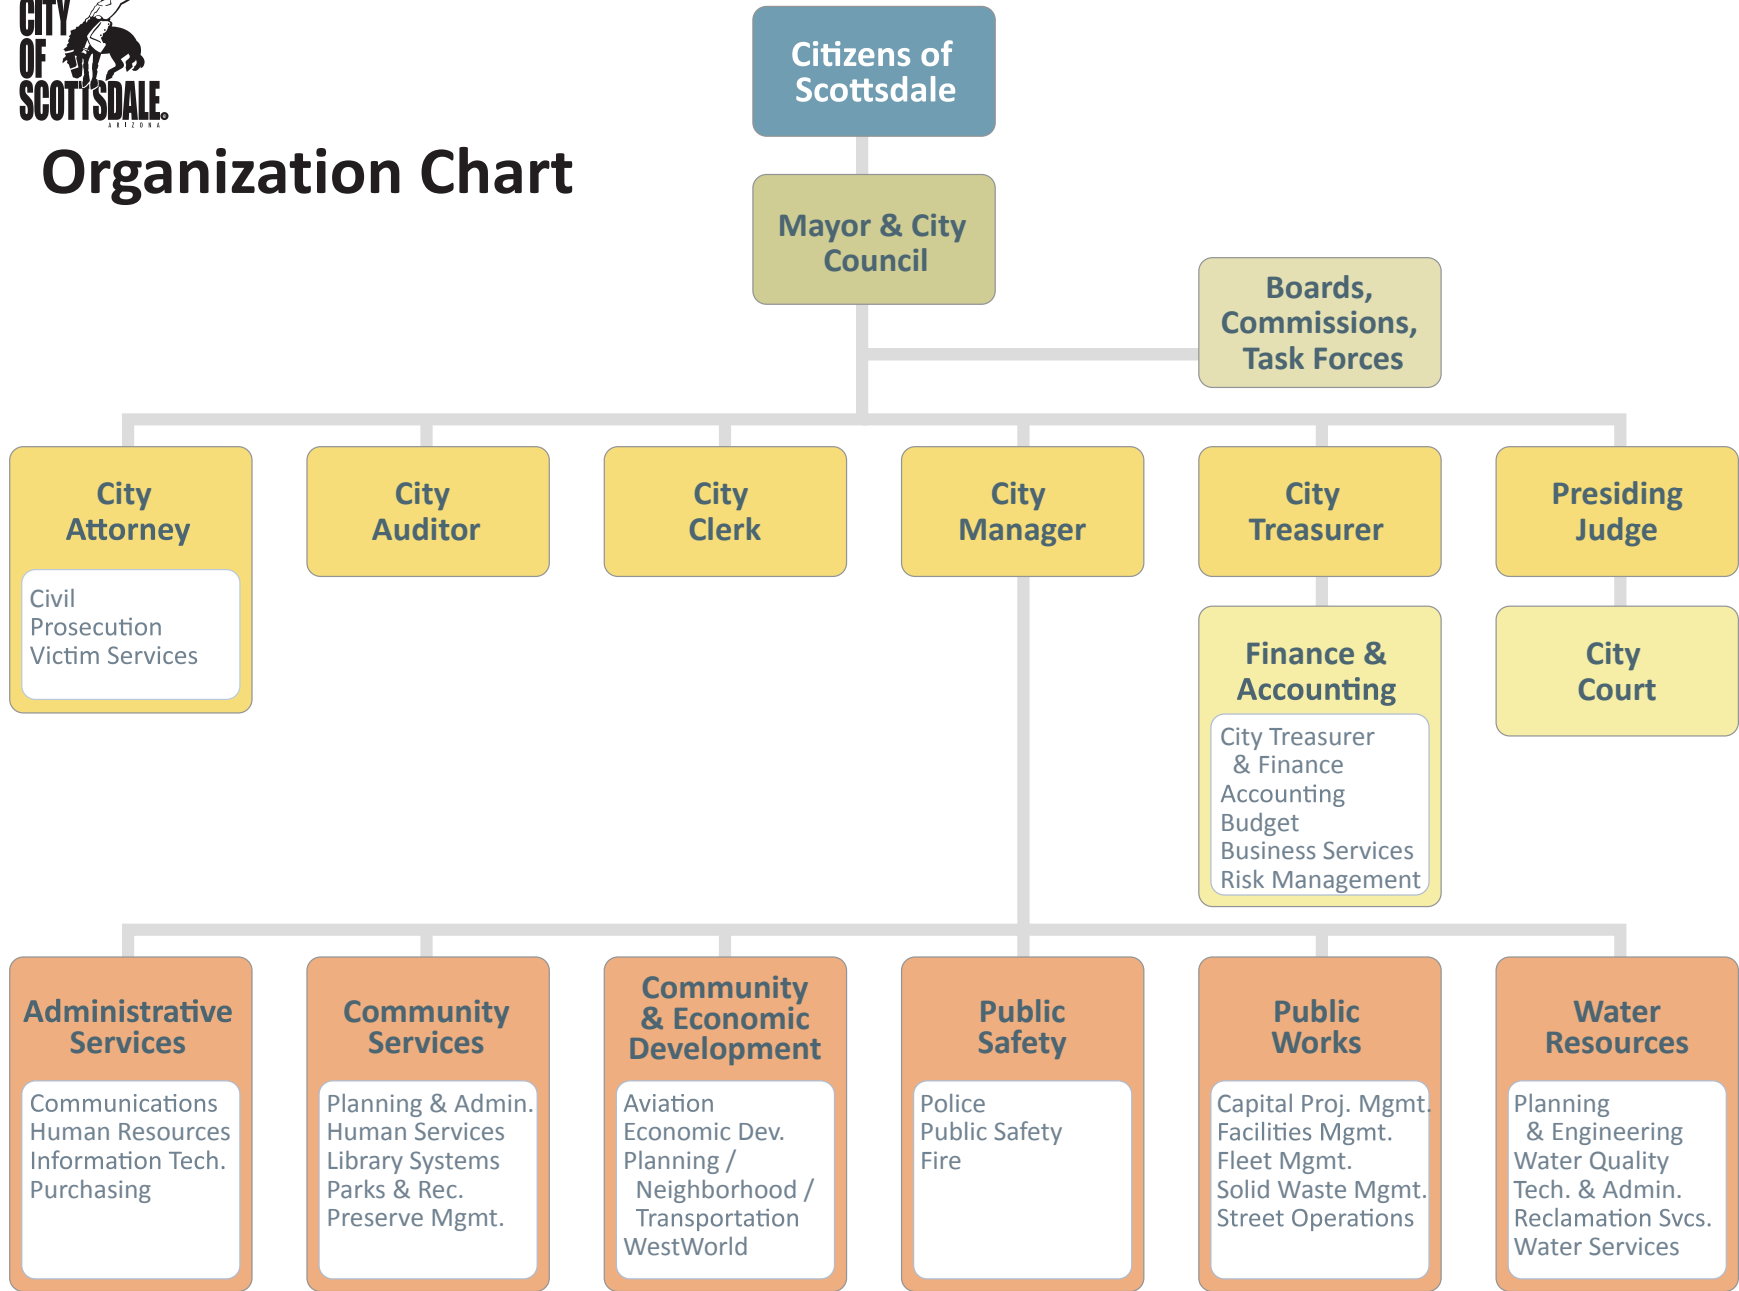 CITY
OF
SCOTTSDALE
ARIZONA
Organization Chart
Citizens of
Scottsdale
Mayor & City
Council
Boards,
Commissions,
Task Forces
City
Attorney
Civil
Prosecution
Victim Services
City
Auditor
City
Clerk
City
Manager
City
Treasurer
Presiding
Judge
Finance &
Accounting
City Treasurer
& Finance
Accounting
Budget
Business Services
Risk Management
City
Court
Administrative
Services
Communications
Human Resources
Information Tech.
Purchasing
Community
Services
Planning & Admin.
Human Services
Library Systems
Parks & Rec.
Preserve Mgmt.
Community
& Economic
Development
Aviation
Economic Dev.
Planning /
Neighborhood /
Transportation
WestWorld
Public
Safety
Police
Public Safety
Fire
Public
Works
Capital Proj. Mgmt.
Facilities Mgmt.
Fleet Mgmt.
Solid Waste Mgmt.
Street Operations
Water
Resources
Planning
& Engineering
Water Quality
Tech. & Admin.
Reclamation Svcs.
Water Services